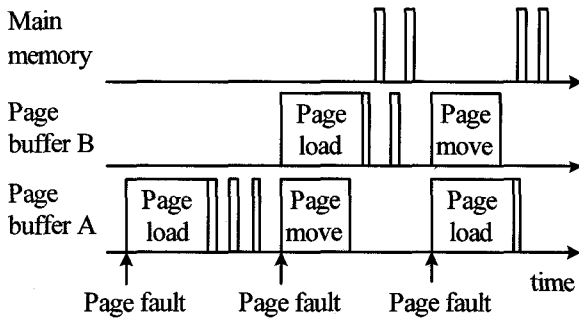 Main
memory
Page
buffer B
Page
load
Page
move
Page
buffer A
Page
load
Page
move
Page
load
time
Page fault
Page fault
Page fault